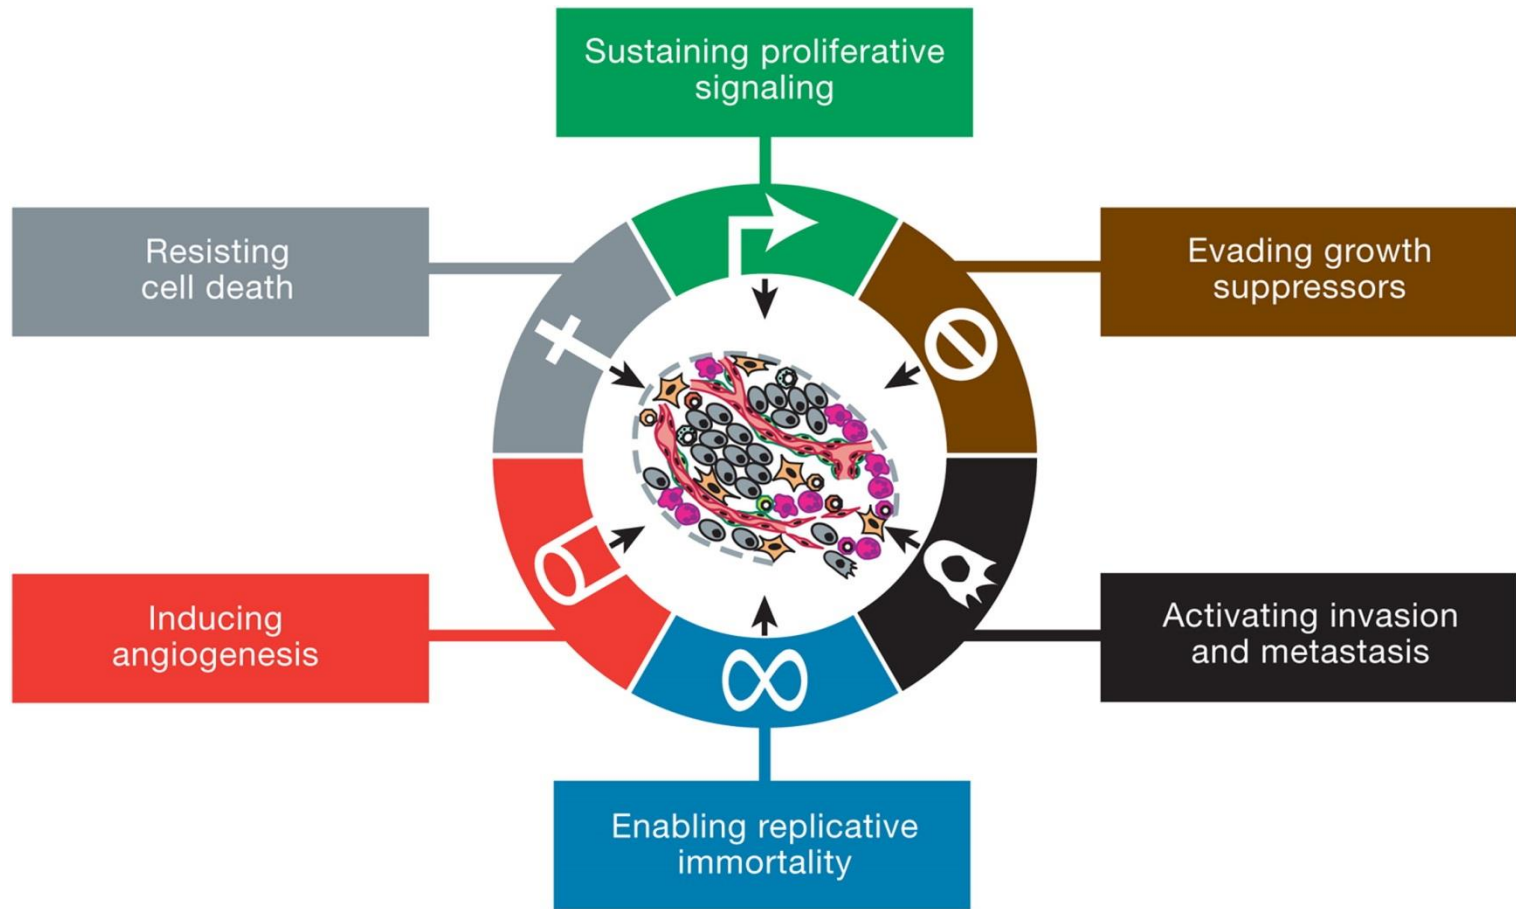 Sustaining proliferative
signaling
Resisting
cell death
Evading growth
suppressors
Inducing
angiogenesis
Activating invasion
and metastasis
Enabling replicative
immortality